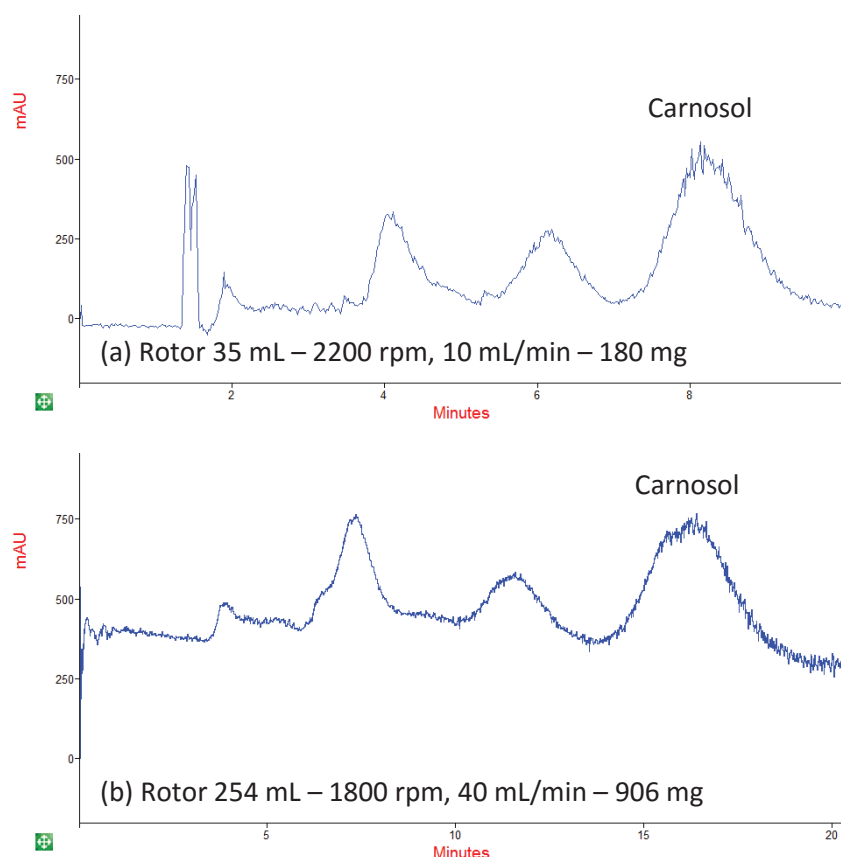 750
mAU
Carnosol
500
250
0
(a) Rotor 35 mL – 2200 rpm, 10 mL/min – 180 mg
2 4 6 8
Minutes
Carnosol
750
mAU
500
250
0
(b) Rotor 254 mL – 1800 rpm, 40 mL/min – 906 mg
5 10 15 20
Minutes